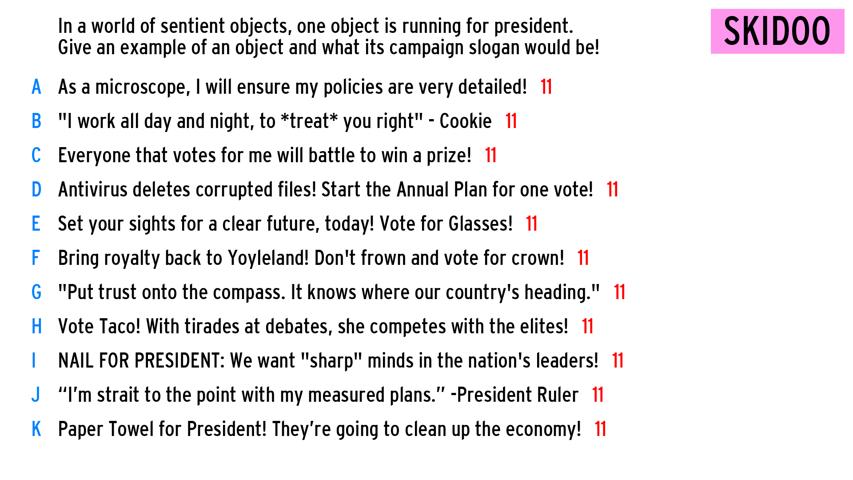 In a world of sentient objects, one object is running for president.
Give an example of an object and what its campaign slogan would be!
SKIDOO
A As a microscope, I will ensure my policies are very detailed! 11
B "I work all day and night, to *treat* you right" - Cookie 11
C Everyone that votes for me will battle to win a prize! 11
D Antivirus deletes corrupted files! Start the Annual Plan for one vote! 11
E Set your sights for a clear future, today! Vote for Glasses! 11
F Bring royalty back to Yoyleland! Don't frown and vote for crown! 11
G "Put trust onto the compass. It knows where our country's heading." 11
H Vote Taco! With tirades at debates, she competes with the elites! 11
I NAIL FOR PRESIDENT: We want "sharp" minds in the nation's leaders! 11
J “I’m strait to the point with my measured plans.” -President Ruler 11
K Paper Towel for President! They’re going to clean up the economy! 11